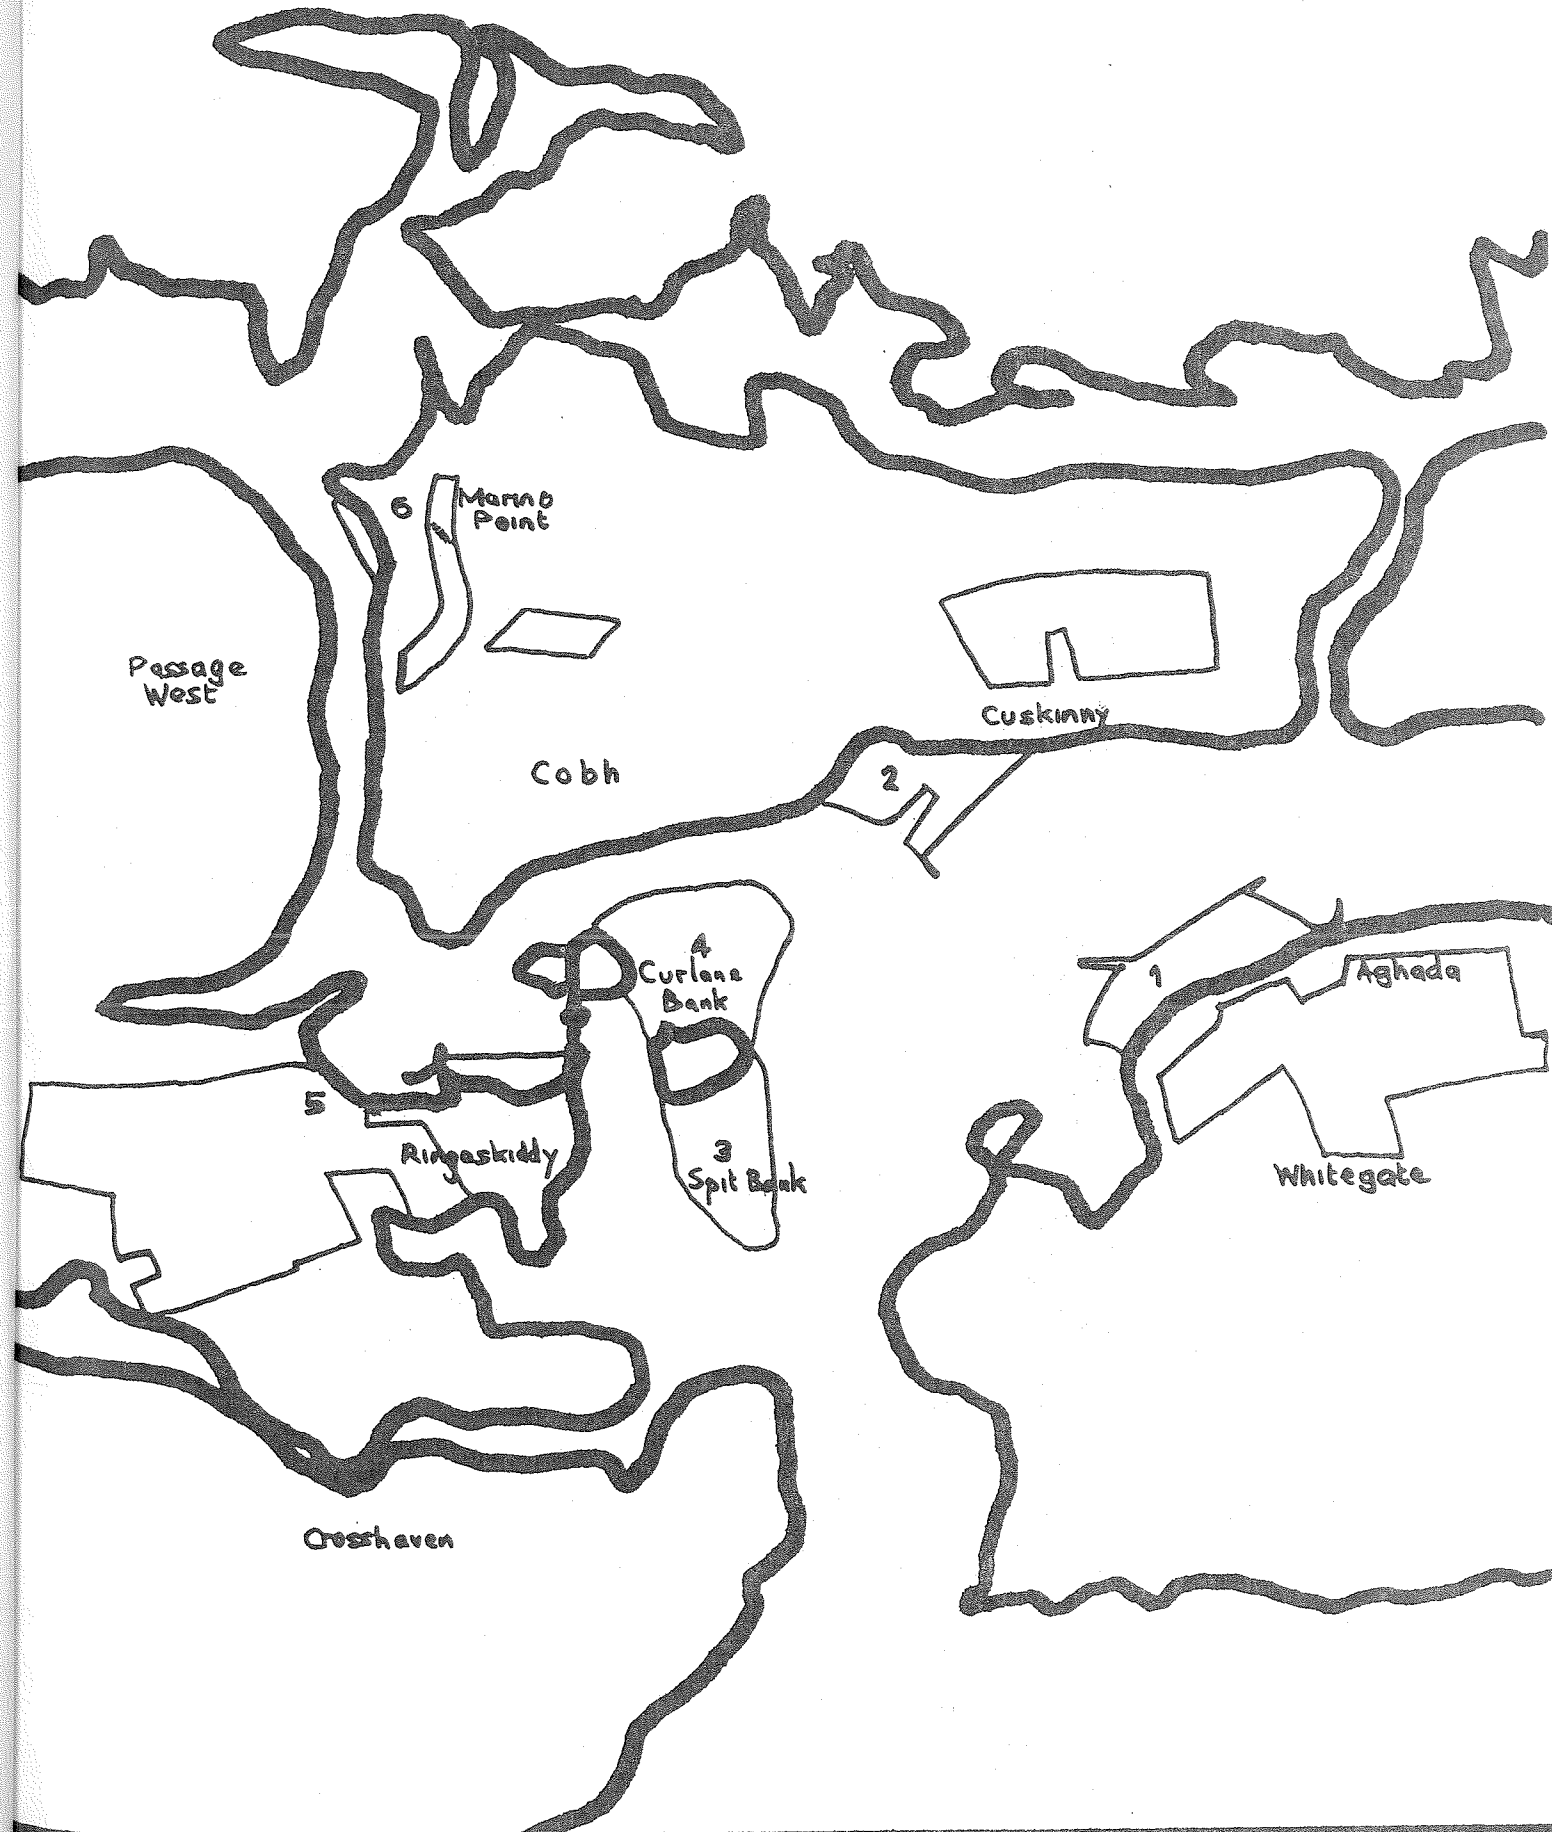 6
Marino
Point
Passage
West
Cuskinny
Cobh
2
4
Curlane
Bank
1
Aghada
5
Ringaskiddy
3
Spit Bank
Whitegate
Crosshaven